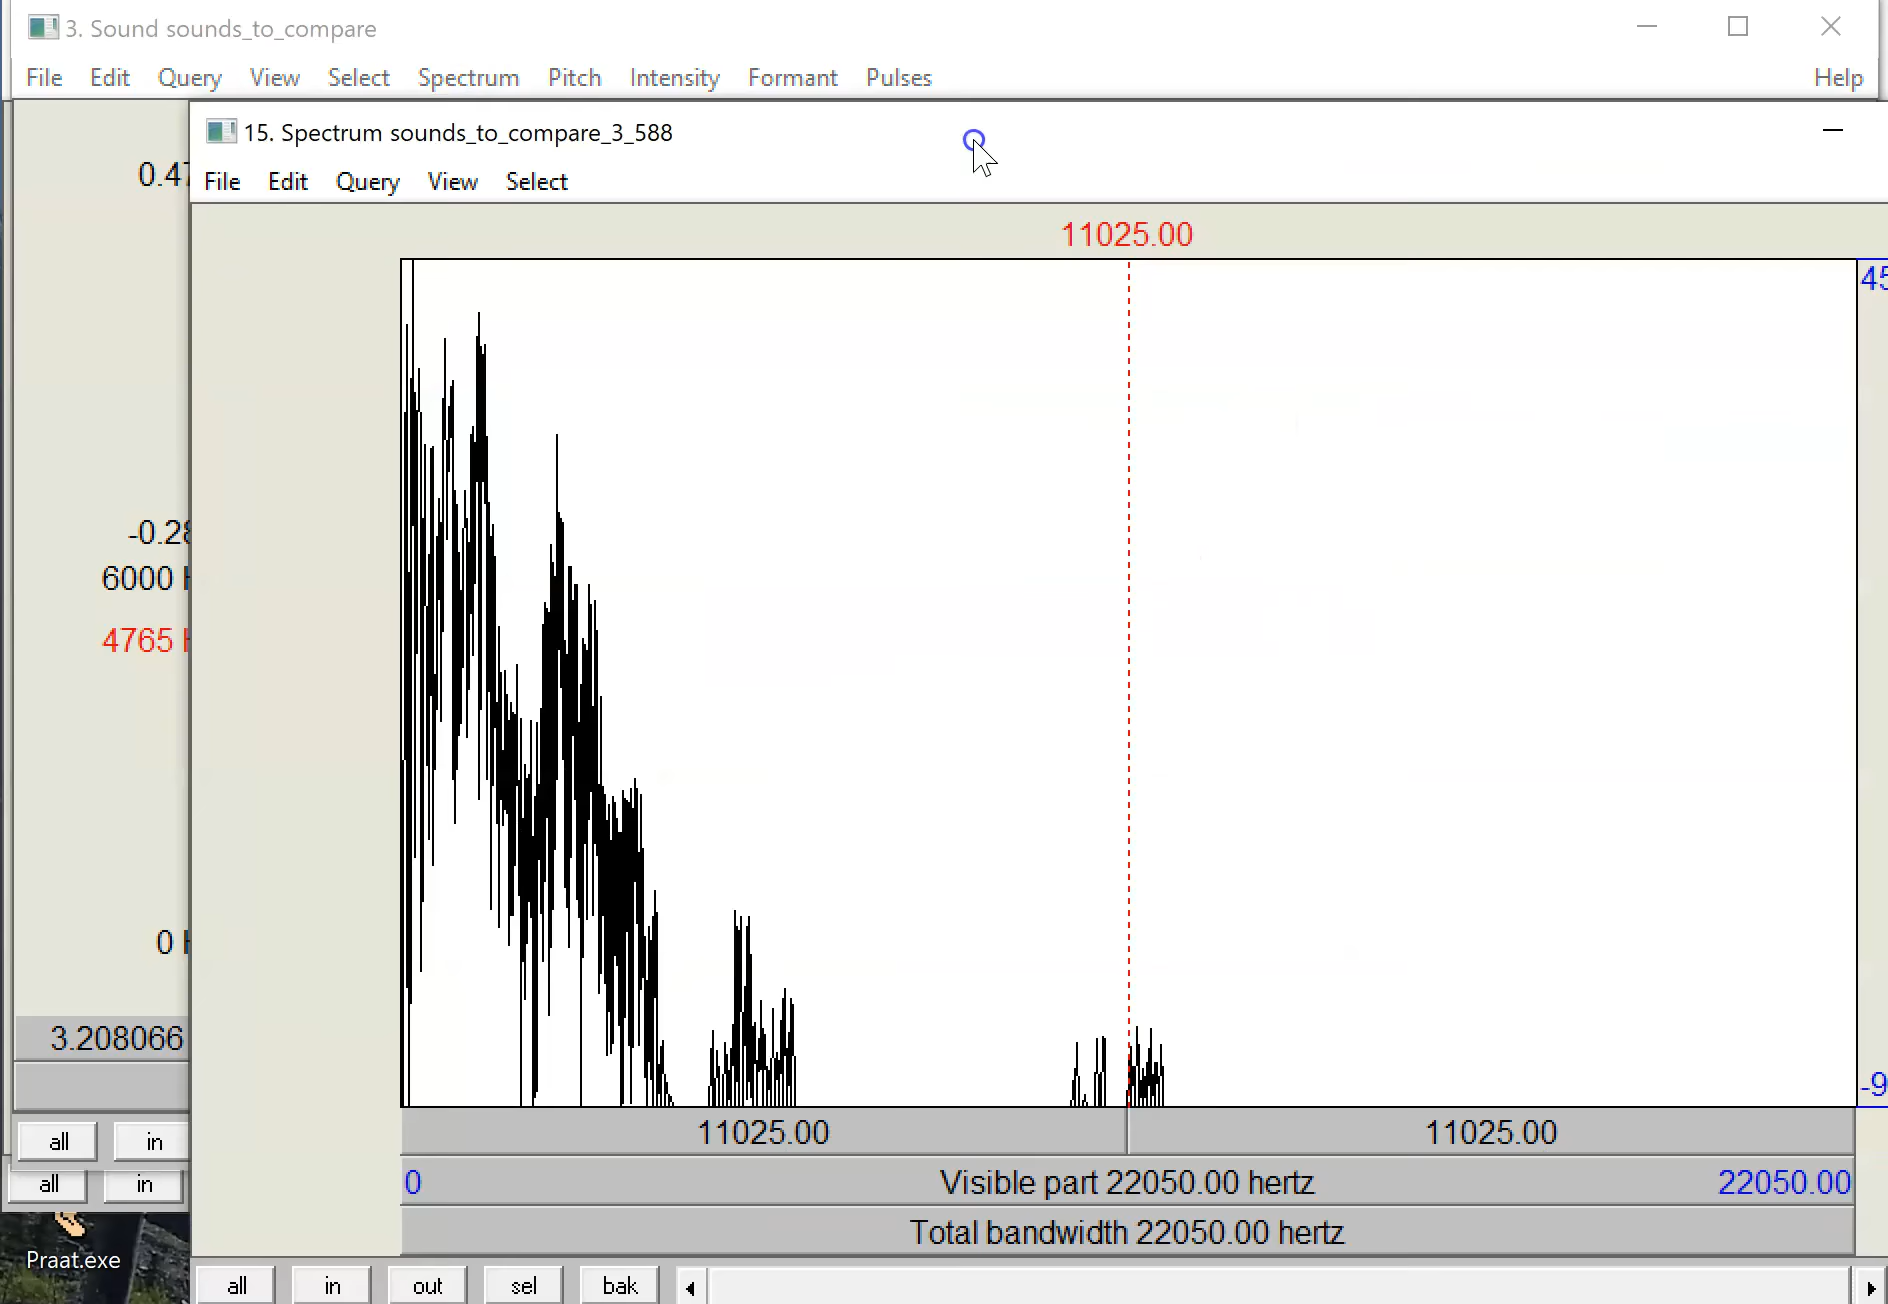 3. Sound sounds_to_compare
File Edit Query View Select Spectrum Pitch Intensity Formant Pulses Help
15. Spectrum sounds_to_compare_3_588
File Edit Query View Select
0.47
11025.00
45
-0.28
6000 H
4765 H
0 H
3.208066
-9
11025.00 11025.00
0 Visible part 22050.00 hertz 22050.00
Total bandwidth 22050.00 hertz
all in
all in
Praat.exe
all in out sel bak